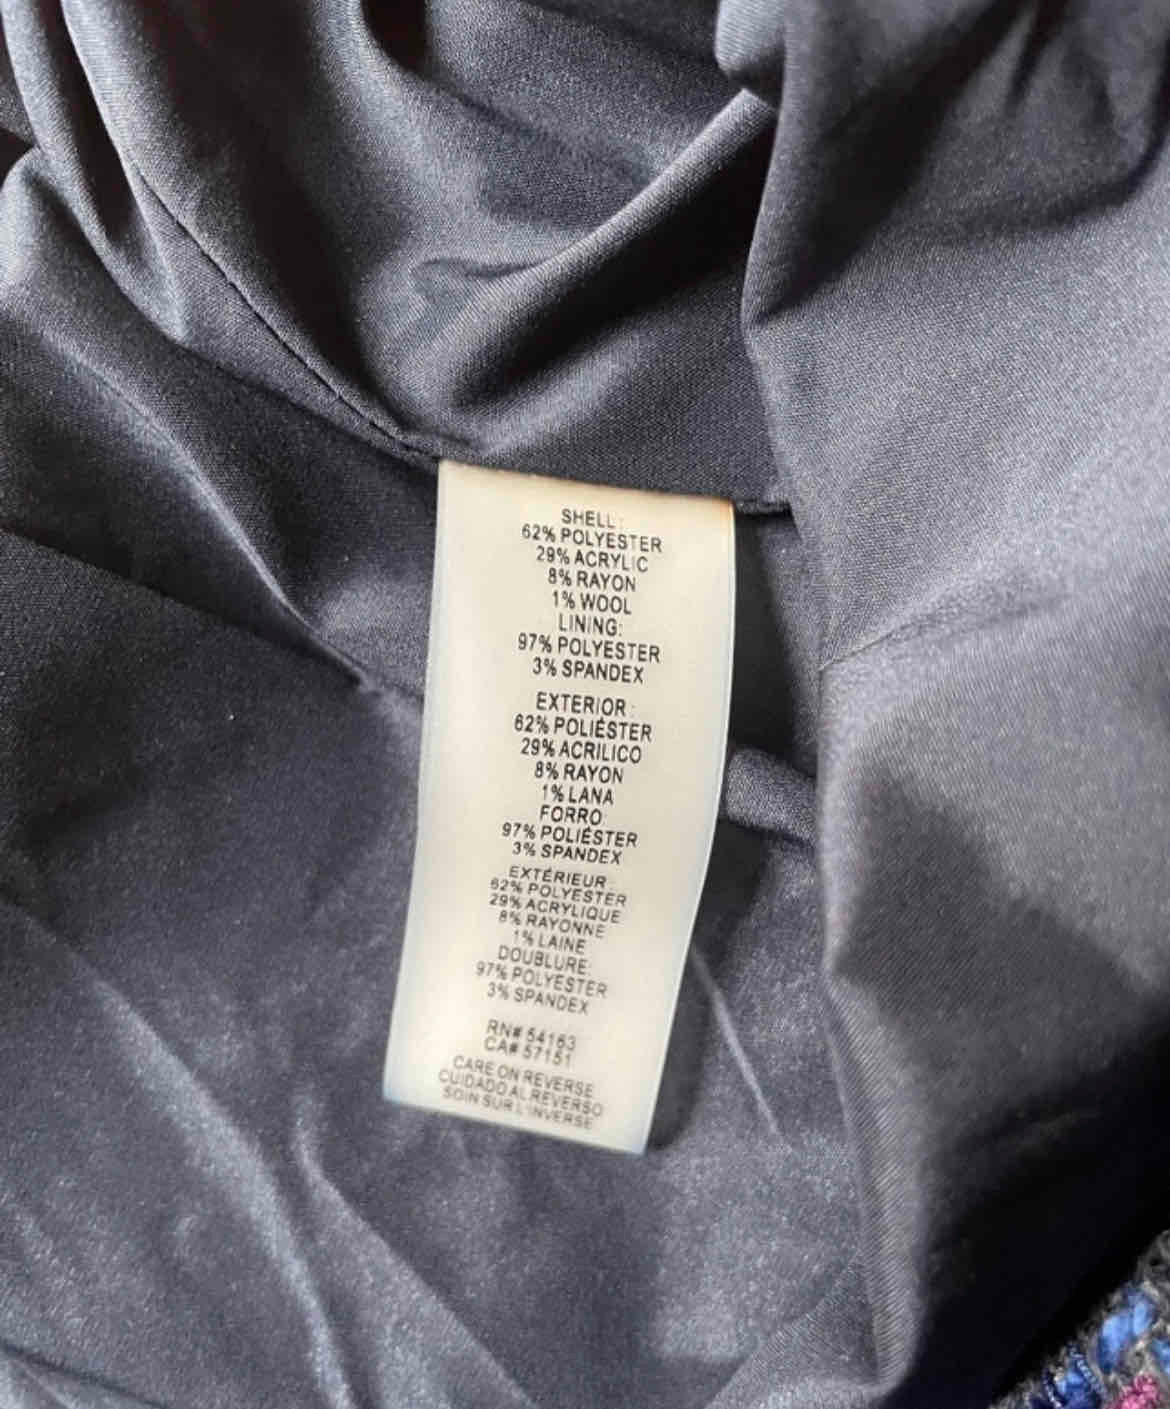 SHELL:
62% POLYESTER
29% ACRYLIC
8% RAYON
1% WOOL
LINING:
97% POLYESTER
3% SPANDEX
EXTERIOR:
62% POLIÉSTER
29% ACRILICO
8% RAYON
1% LANA
FORRO:
97% POLIÉSTER
3% SPANDEX
EXTÉRIEUR:
62% POLYESTER
29% ACRYLIQUE
8% RAYONNE
1% LAINE
DOUBLURE:
97% POLYESTER
3% SPANDEX
RN# 54163
CA# 57151
CARE ON REVERSE
CUIDADO AL REVERSO
SOIN SUR L'INVERSE